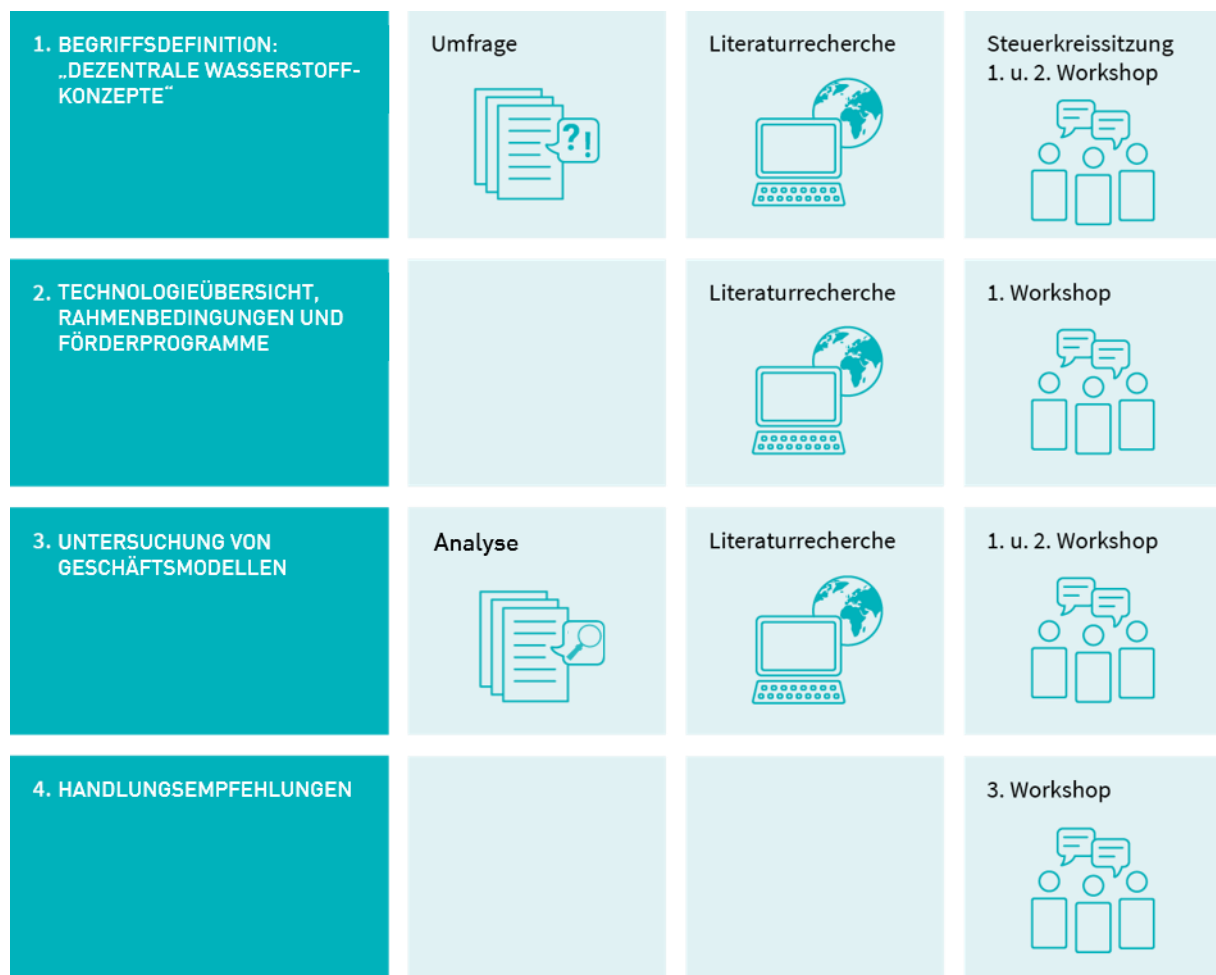 1. BEGRIFFSDEFINITION:
„DEZENTRALE WASSERSTOFF-
KONZEPTE“
Umfrage
?!
Literaturrecherche
Steuerkreissitzung
1. u. 2. Workshop
2. TECHNOLOGIEÜBERSICHT,
RAHMENBEDINGUNGEN UND
FÖRDERPROGRAMME
Literaturrecherche
1. Workshop
3. UNTERSUCHUNG VON
GESCHÄFTSMODELLEN
Analyse
Literaturrecherche
1. u. 2. Workshop
4. HANDLUNGSEMPFEHLUNGEN
3. Workshop